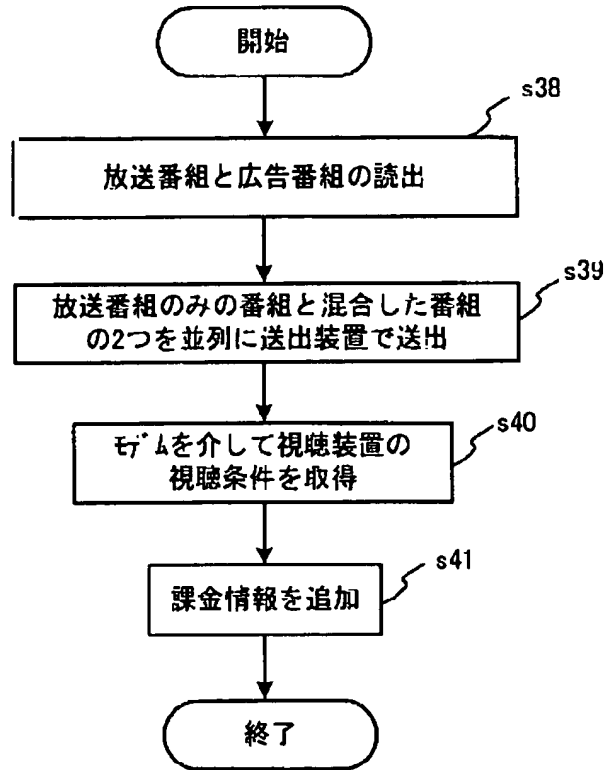 開始
s38
放送番組と広告番組の読出
s39
放送番組のみの番組と混合した番組
の2つを並列に送出装置で送出
s40
ﾓﾃﾞﾑを介して視聴装置の
視聴条件を取得
s41
課金情報を追加
終了